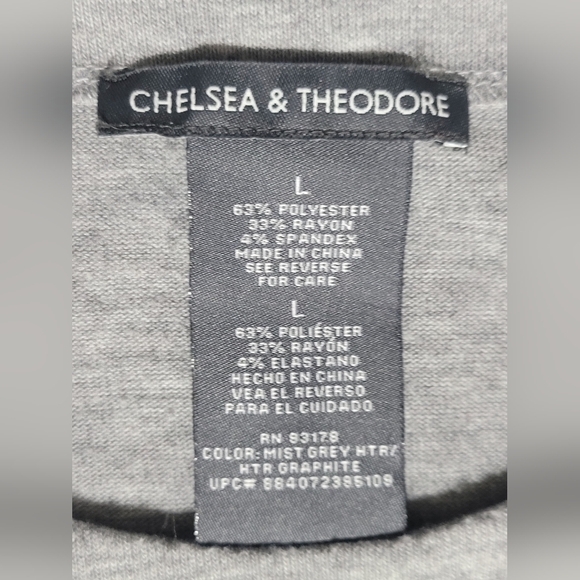 CHELSEA & THEODORE
L
63% POLYESTER
33% RAYON
4% SPANDEX
MADE IN CHINA
SEE REVERSE
FOR CARE
L
63% POLIÉSTER
33% RAYÓN
4% ELASTANO
HECHO EN CHINA
VEA EL REVERSO
PARA EL CUIDADO
RN 93178
COLOR: MIST GREY HTR/
HTR GRAPHITE
UPC# 884072395109